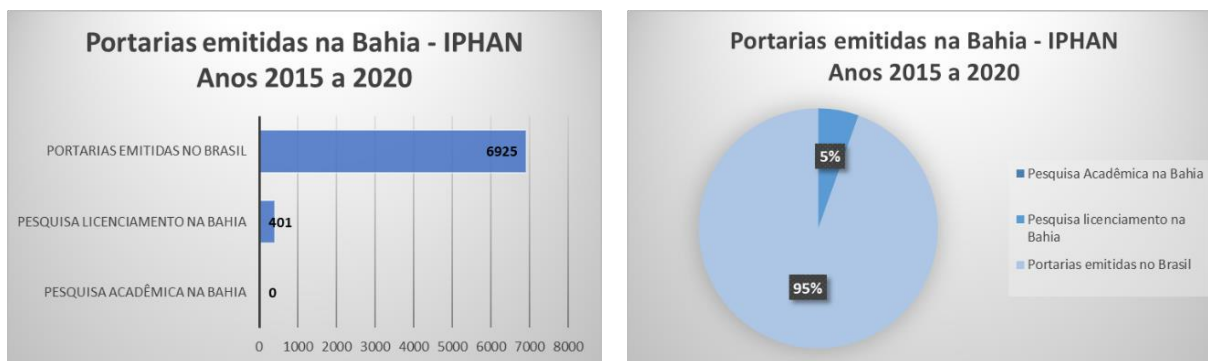 Portarias emitidas na Bahia - IPHAN
Anos 2015 a 2020
PORTARIAS EMITIDAS NO BRASIL
6925
PESQUISA LICENCIAMENTO NA BAHIA
401
PESQUISA ACADÊMICA NA BAHIA
0
0 1000 2000 3000 4000 5000 6000 7000 8000
Portarias emitidas na Bahia - IPHAN
Anos 2015 a 2020
5%
95%
Pesquisa Acadêmica na Bahia
Pesquisa licenciamento na
Bahia
Portarias emitidas no Brasil